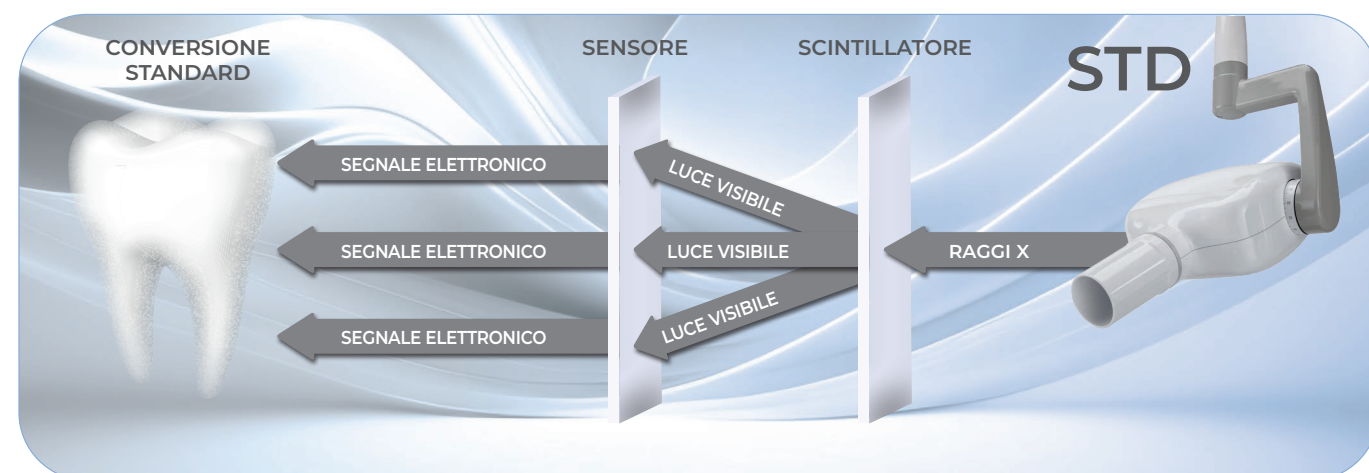 CONVERSIONE
STANDARD
SENSORE
SCINTILLATORE
STD
SEGNALE ELETTRONICO
LUCE VISIBILE
SEGNALE ELETTRONICO
LUCE VISIBILE
RAGGI X
SEGNALE ELETTRONICO
LUCE VISIBILE